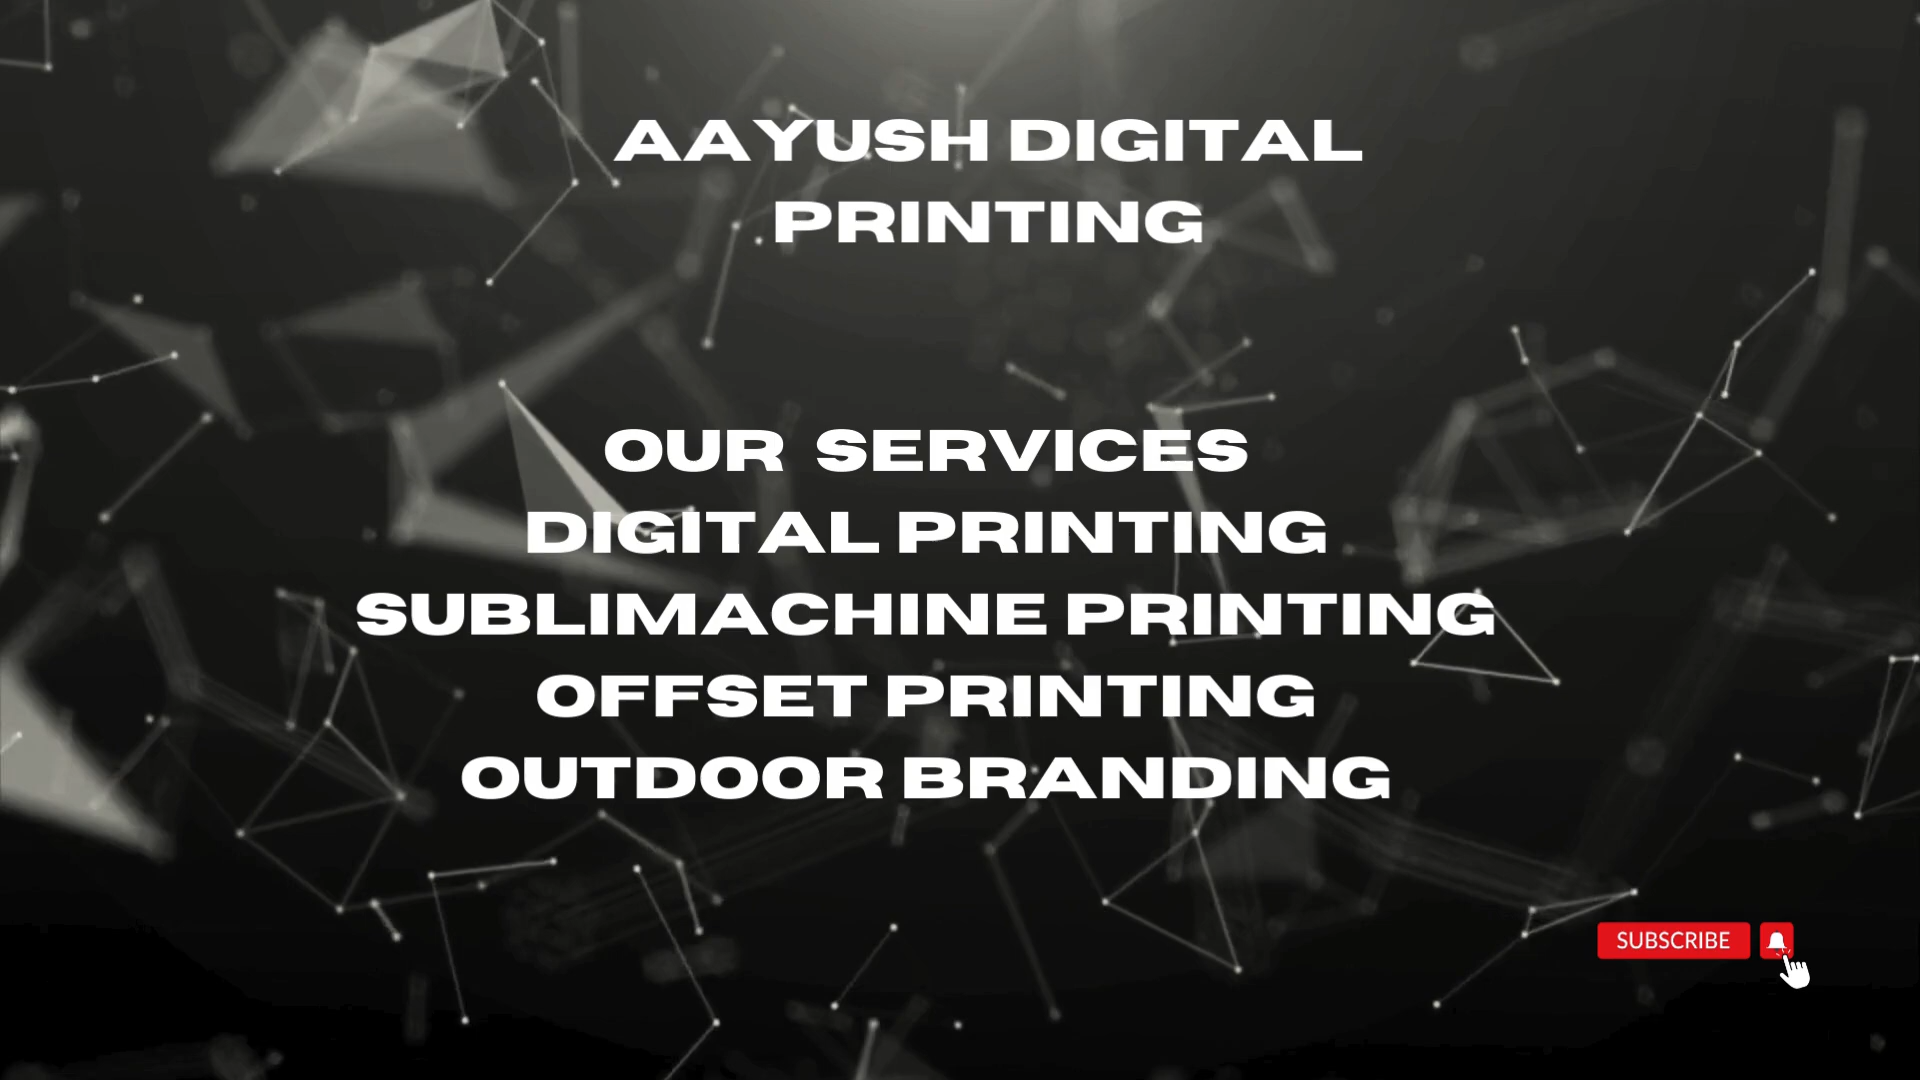 AAYUSH DIGITAL
PRINTING
OUR SERVICES
DIGITAL PRINTING
SUBLIMACHINE PRINTING
OFFSET PRINTING
OUTDOOR BRANDING
SUBSCRIBE